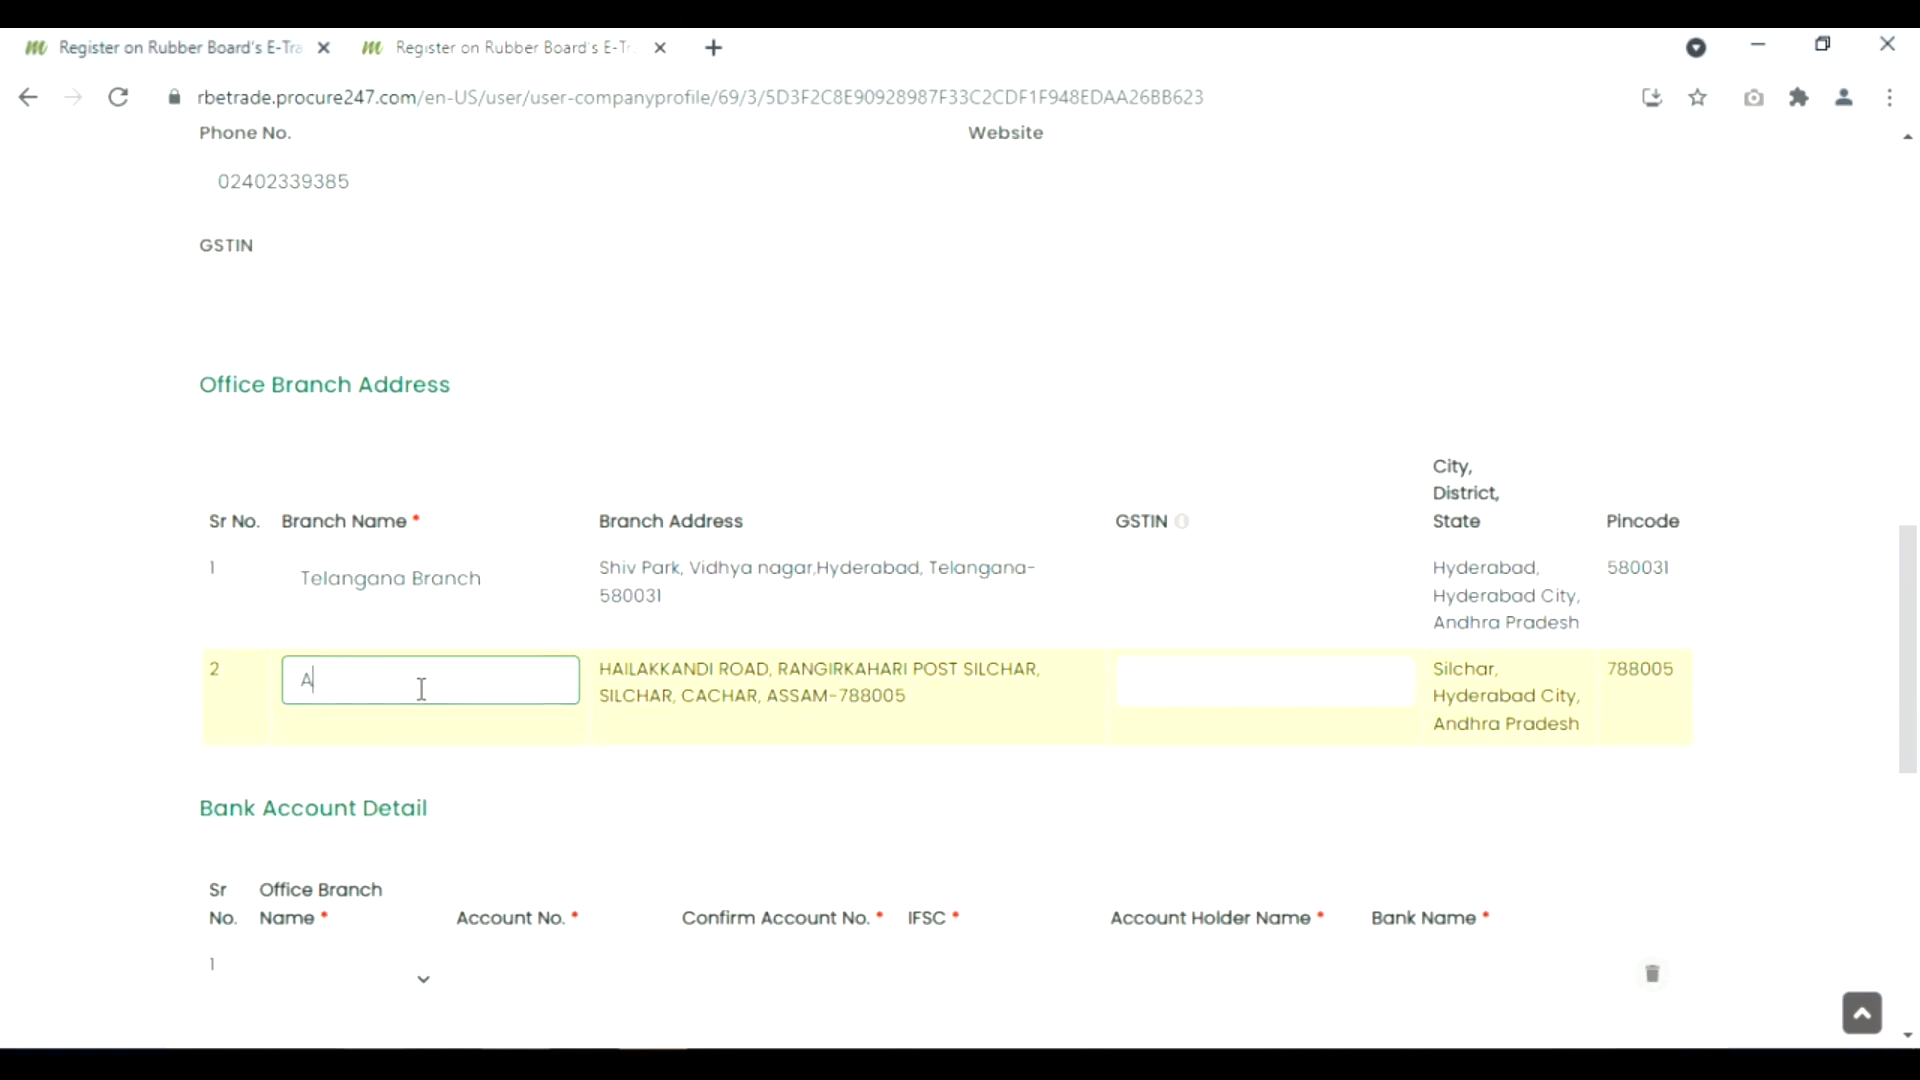 Register on Rubber Board's E-Tra
Register on Rubber Board's E-Tr
rbetrade.procure247.com/en-US/user/user-companyprofile/69/3/5D3F2C8E90928987F33C2CDF1F948EDAA26BB623
Phone No. Website
02402339385
GSTIN
Office Branch Address
Sr No. Branch Name * Branch Address GSTIN City, District, State Pincode
1 Telangana Branch Shiv Park, Vidhya nagar,Hyderabad, Telangana- Hyderabad, 580031
580031 Hyderabad City,
Andhra Pradesh
2 A HAILAKKANDI ROAD, RANGIRKAHARI POST SILCHAR, Silchar, 788005
SILCHAR, CACHAR, ASSAM-788005 Hyderabad City,
Andhra Pradesh
Bank Account Detail
Sr Office Branch
No. Name * Account No. * Confirm Account No. * IFSC * Account Holder Name * Bank Name *
1